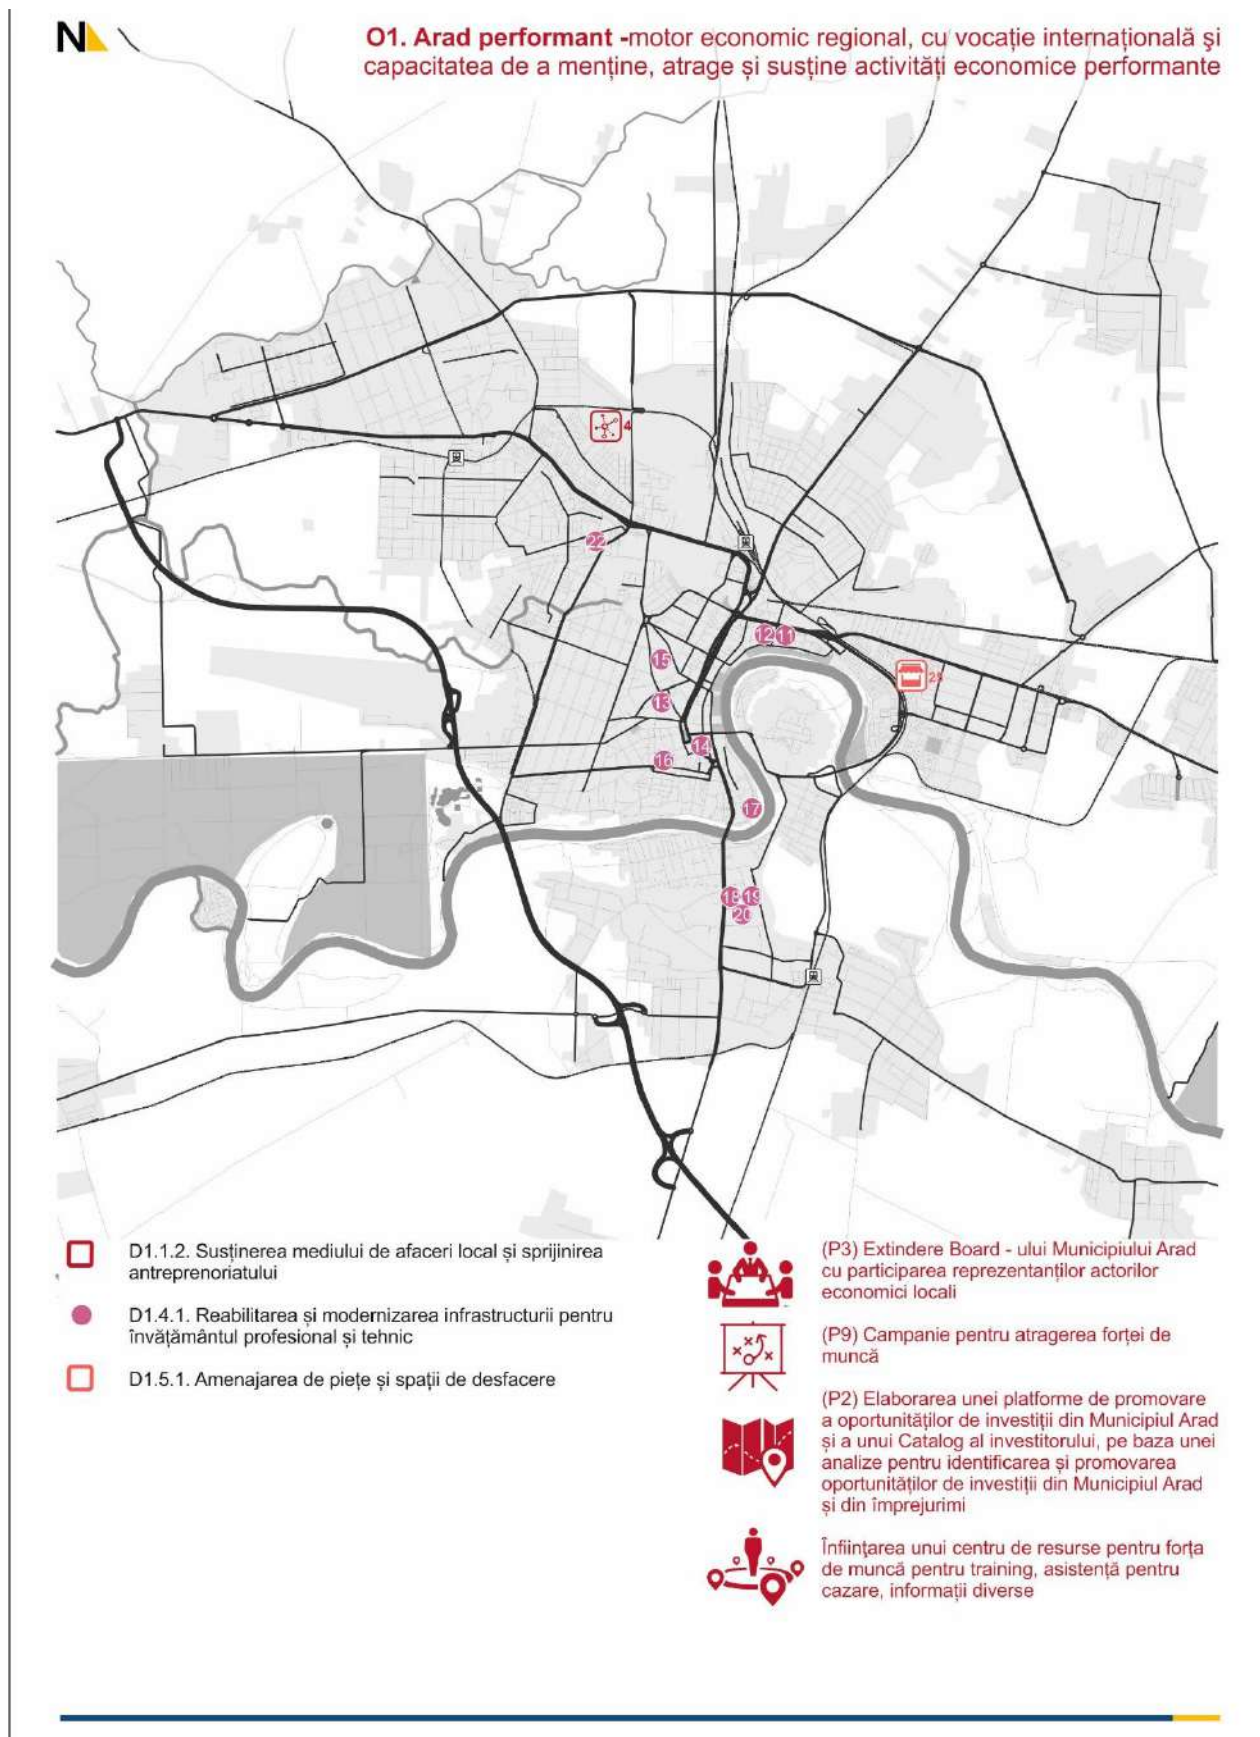 N
O1. Arad performant -motor economic regional, cu vocație internațională și
capacitatea de a menține, atrage și susține activități economice performante
4
22
12 11
15
13
14
16
17
18 19
20
D1.1.2. Susținerea mediului de afaceri local și sprijinirea
antreprenoriatului
D1.4.1. Reabilitarea și modernizarea infrastructurii pentru
învățământul profesional și tehnic
D1.5.1. Amenajarea de piețe și spații de desfacere
(P3) Extindere Board - ului Municipiului Arad
cu participarea reprezentanților actorilor
economici locali
(P9) Campanie pentru atragerea forței de
muncă
(P2) Elaborarea unei platforme de promovare
a oportunităților de investiții din Municipiul Arad
și a unui Catalog al investitorului, pe baza unei
analize pentru identificarea și promovarea
oportunităților de investiții din Municipiul Arad
și din împrejurimi
Înființarea unui centru de resurse pentru forța
de muncă pentru training, asistență pentru
cazare, informații diverse